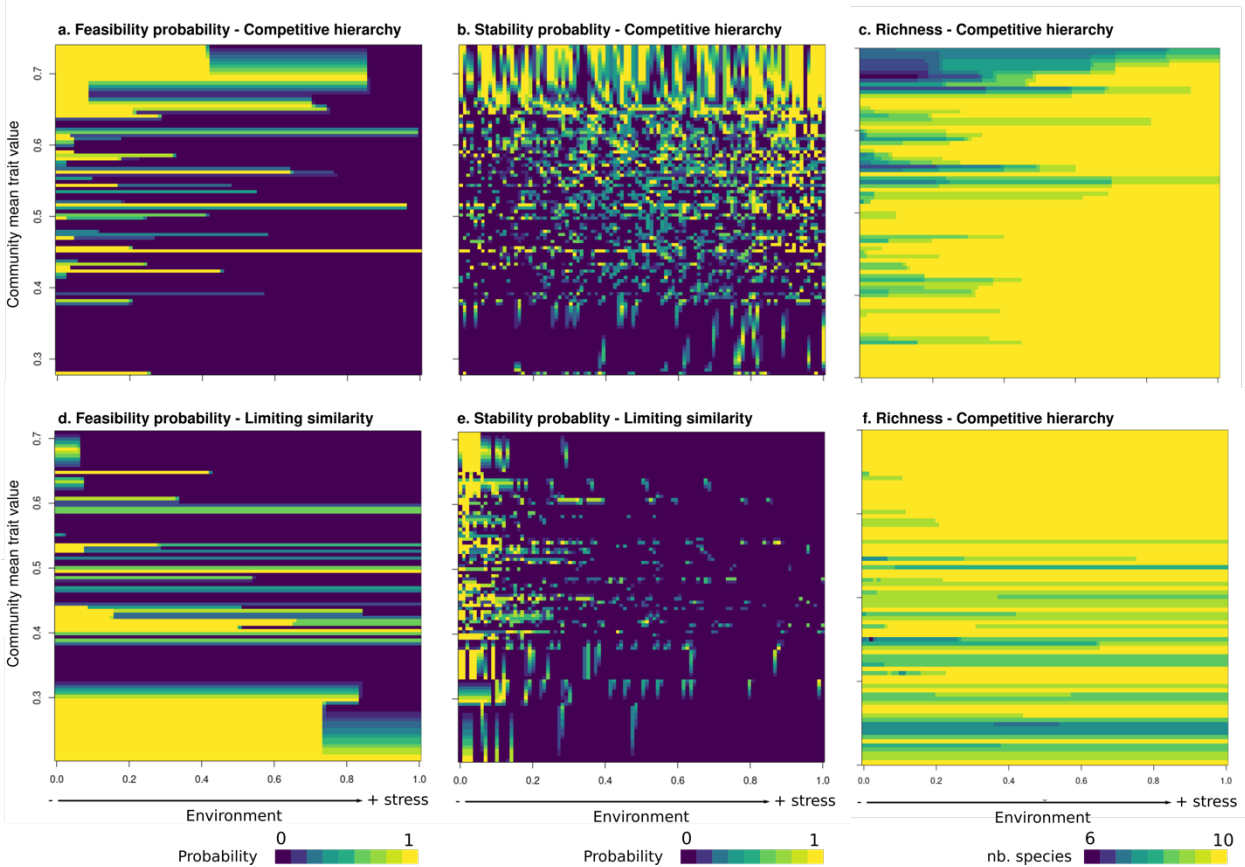 a. Feasibility probability - Competitive hierarchy
b. Stability probablity - Competitive hierarchy
c. Richness - Competitive hierarchy
Community mean trait value
0.7
0.6
0.5
0.4
0.3
d. Feasibility probability - Limiting similarity
e. Stability probablity - Limiting similarity
f. Richness - Competitive hierarchy
Community mean trait value
0.7
0.6
0.5
0.4
0.3
0.0 0.2 0.4 0.6 0.8 1.0
0.0 0.2 0.4 0.6 0.8 1.0
0.0 0.2 0.4 0.6 0.8 1.0
- + stress
- + stress
- + stress
Environment
Environment
Environment
0 1
Probability
0 1
Probability
6 10
nb. species